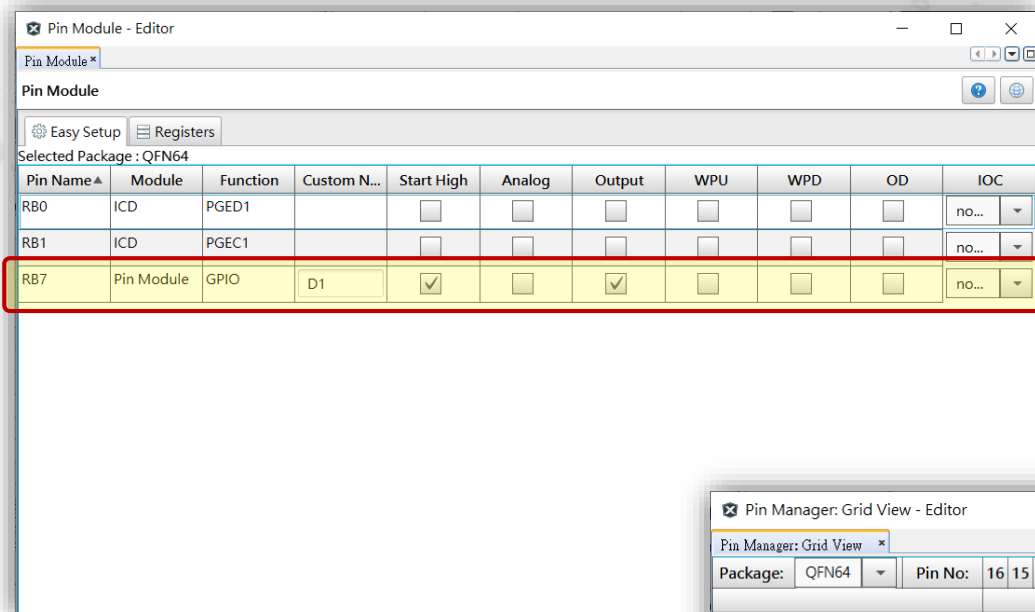 Pin Module - Editor
Pin Module
Pin Module
Easy Setup Registers
Selected Package : QFN64
Pin Name Module Function Custom N... Start High Analog Output WPU WPD OD IOC
RB0 ICD PGED1 no...
RB1 ICD PGEC1 no...
RB7 Pin Module GPIO D1 no...
Pin Manager: Grid View - Editor
Pin Manager: Grid View
Package: QFN64 Pin No: 16 15